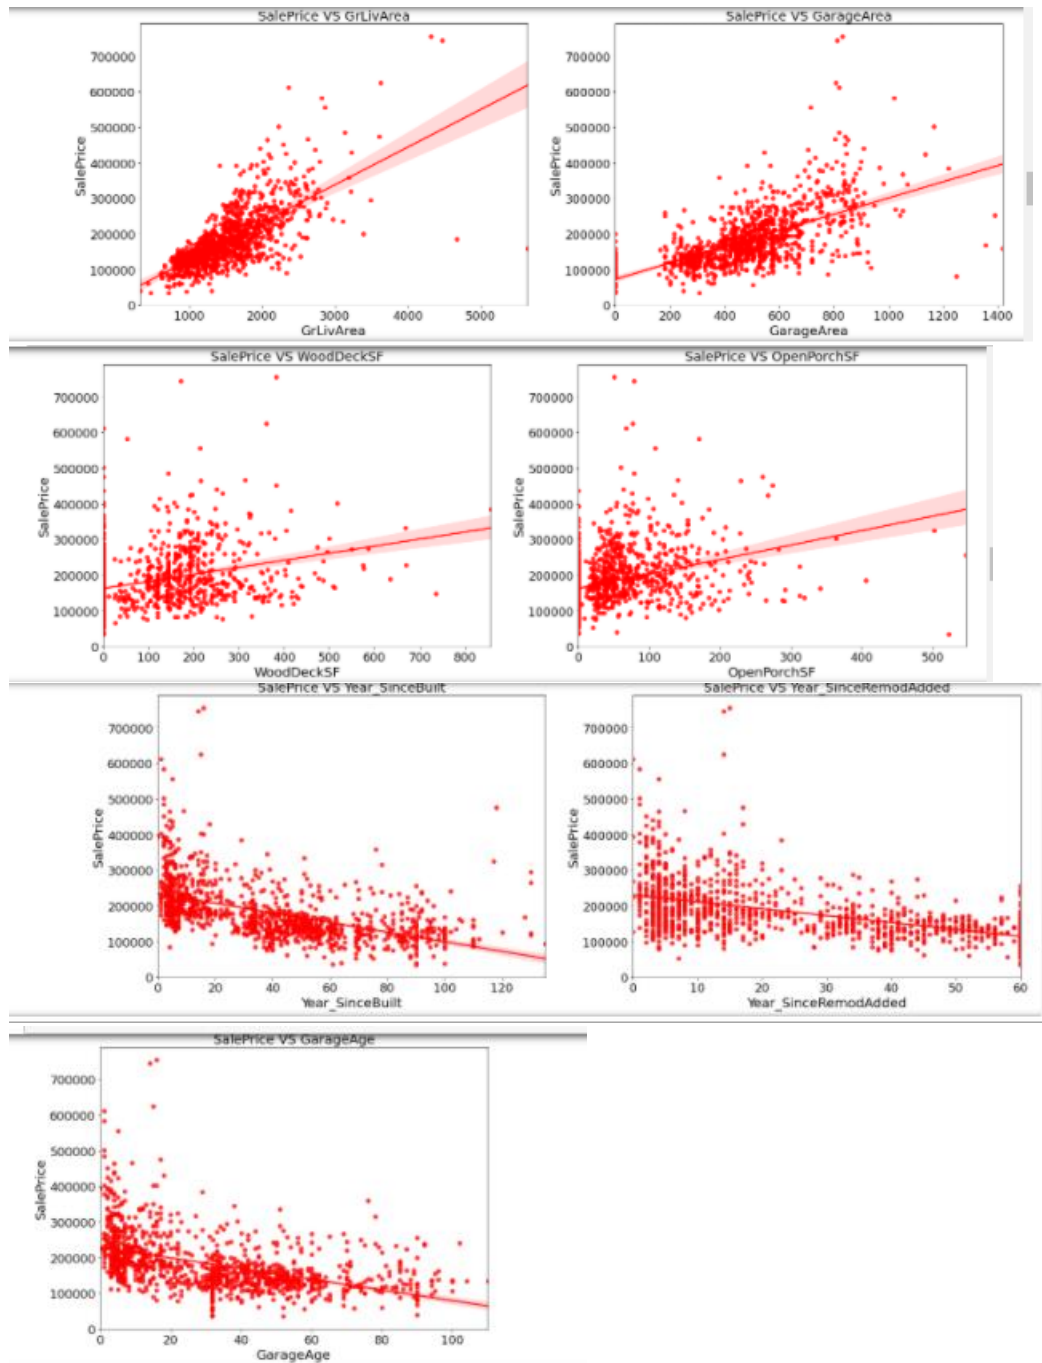 SalePrice VS GrLivArea
SalePrice VS GarageArea
700000
600000
500000
400000
300000
200000
100000
0
SalePrice
1000 2000 3000 4000 5000
GrLivArea
700000
600000
500000
400000
300000
200000
100000
0
SalePrice
0 200 400 600 800 1000 1200 1400
GarageArea
SalePrice VS WoodDeckSF
SalePrice VS OpenPorchSF
700000
600000
500000
400000
300000
200000
100000
0
SalePrice
0 100 200 300 400 500 600 700 800
WoodDeckSF
700000
600000
500000
400000
300000
200000
100000
0
SalePrice
0 100 200 300 400 500
OpenPorchSF
SalePrice VS Year_SinceBuilt
SalePrice VS Year_SinceRemodAdded
700000
600000
500000
400000
300000
200000
100000
0
SalePrice
0 20 40 60 80 100 120
Year_SinceBuilt
700000
600000
500000
400000
300000
200000
100000
0
SalePrice
0 10 20 30 40 50 60
Year_SinceRemodAdded
SalePrice VS GarageAge
700000
600000
500000
400000
300000
200000
100000
0
SalePrice
0 20 40 60 80 100
GarageAge